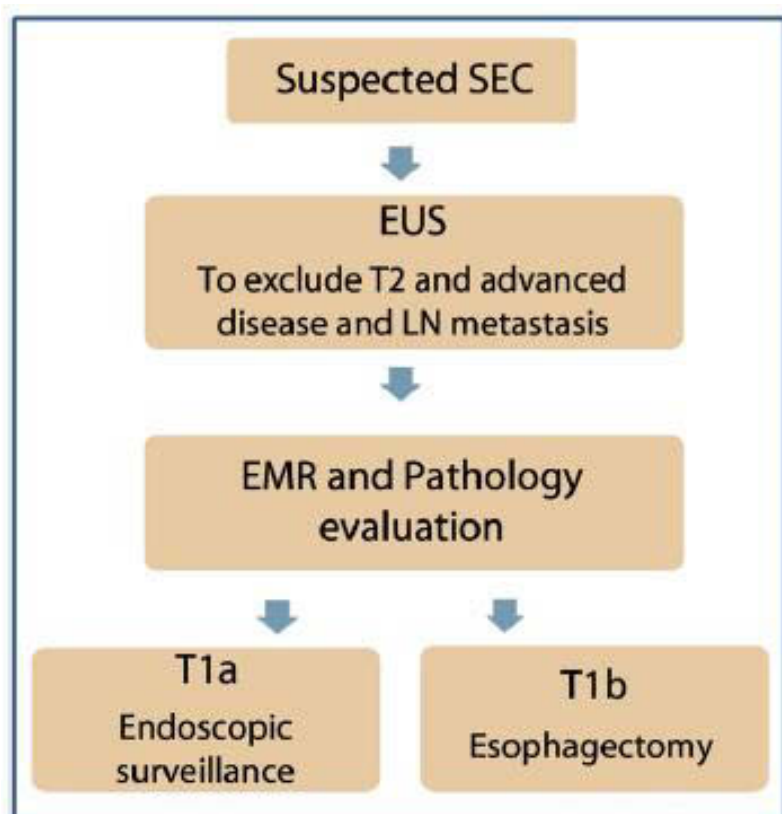 Suspected SEC
EUS
To exclude T2 and advanced
disease and LN metastasis
EMR and Pathology
evaluation
T1a
Endoscopic
surveillance
T1b
Esophagectomy